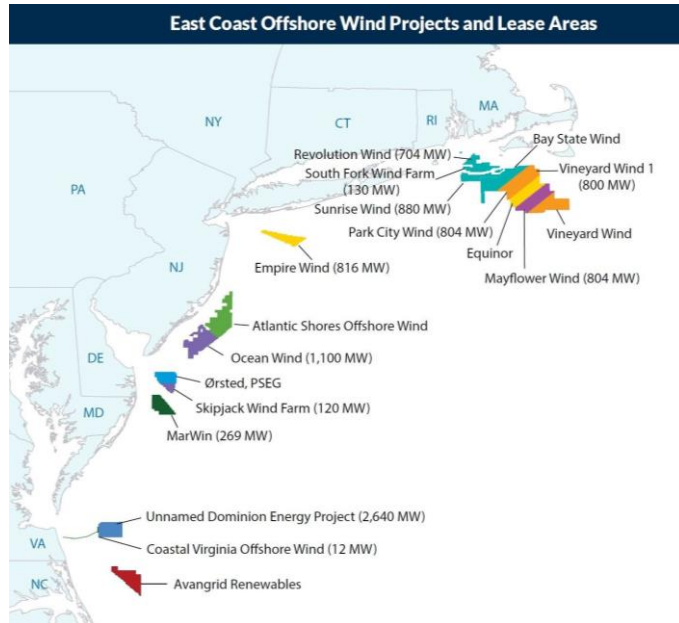 East Coast Offshore Wind Projects and Lease Areas
MA
NY
CT
RI
Bay State Wind
Revolution Wind (704 MW)
Vineyard Wind 1
(800 MW)
South Fork Wind Farm
(130 MW)
PA
Sunrise Wind (880 MW)
Park City Wind (804 MW)
Vineyard Wind
Equinor
Empire Wind (816 MW)
Mayflower Wind (804 MW)
NJ
Atlantic Shores Offshore Wind
DE
Ocean Wind (1,100 MW)
Ørsted, PSEG
MD
Skipjack Wind Farm (120 MW)
MarWin (269 MW)
Unnamed Dominion Energy Project (2,640 MW)
VA
Coastal Virginia Offshore Wind (12 MW)
NC
Avangrid Renewables